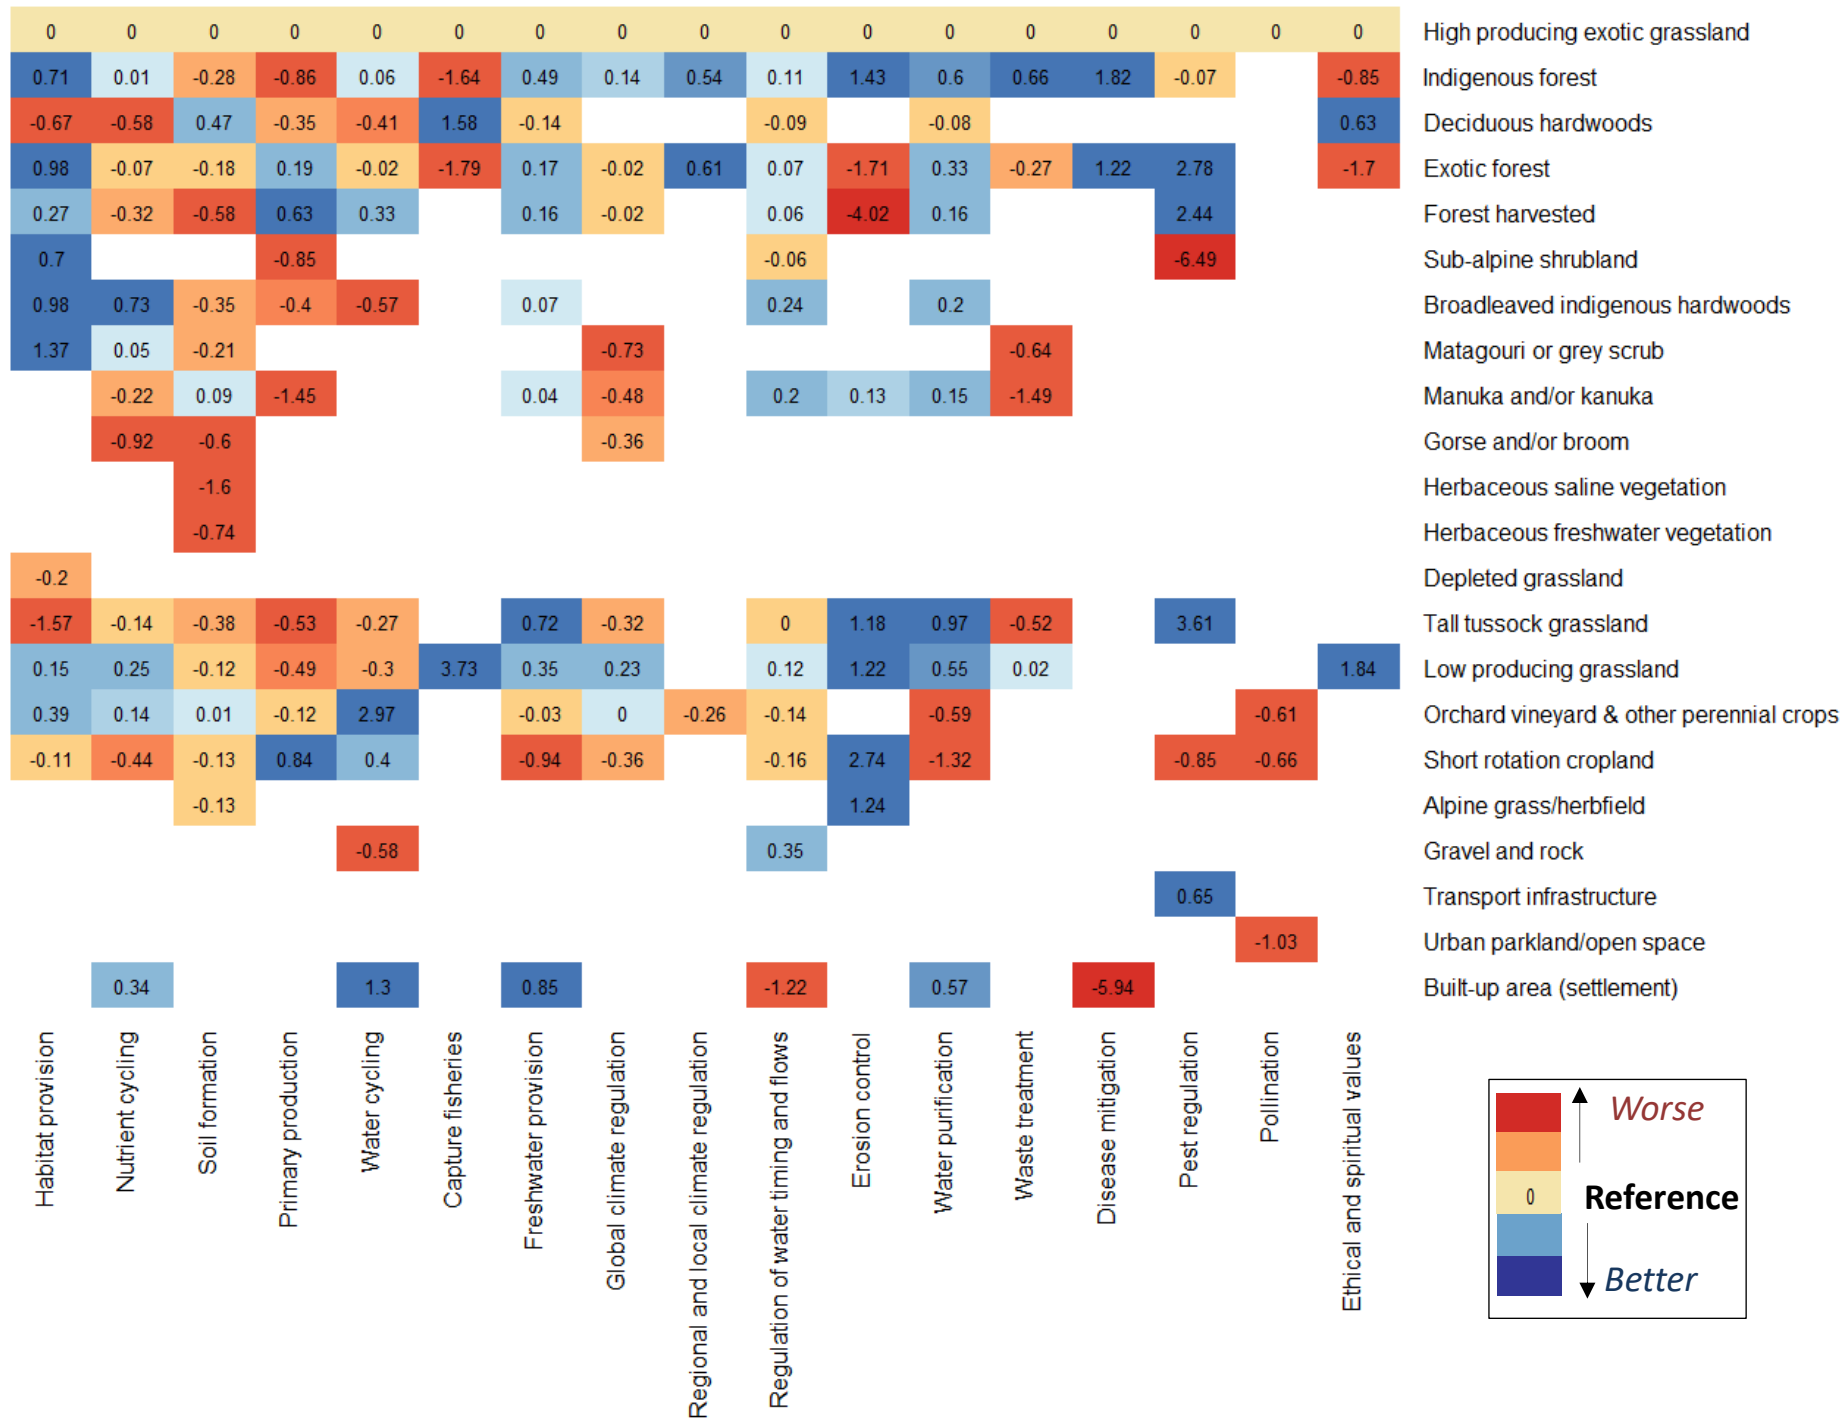 0 0 0 0 0 0 0 0 0 0 0 0 0 0 0 0 0 High producing exotic grassland
0.71 0.01 -0.28 -0.86 0.06 -1.64 0.49 0.14 0.54 0.11 1.43 0.6 0.66 1.82 -0.07 -0.85 Indigenous forest
-0.67 -0.58 0.47 -0.35 -0.41 1.58 -0.14 -0.09 -0.08 0.63 Deciduous hardwoods
0.98 -0.07 -0.18 0.19 -0.02 -1.79 0.17 -0.02 0.61 0.07 -1.71 0.33 -0.27 1.22 2.78 -1.7 Exotic forest
0.27 -0.32 -0.58 0.63 0.33 0.16 -0.02 0.06 -4.02 0.16 2.44 Forest harvested
0.7 -0.85 -0.06 -6.49 Sub-alpine shrubland
0.98 0.73 -0.35 -0.4 -0.57 0.07 0.24 0.2 Broadleaved indigenous hardwoods
1.37 0.05 -0.21 -0.73 -0.64 Matagouri or grey scrub
-0.22 0.09 -1.45 0.04 -0.48 0.2 0.13 0.15 -1.49 Manuka and/or kanuka
-0.92 -0.6 -0.36 Gorse and/or broom
-1.6 Herbaceous saline vegetation
-0.74 Herbaceous freshwater vegetation
-0.2 Depleted grassland
-1.57 -0.14 -0.38 -0.53 -0.27 0.72 -0.32 0 1.18 0.97 -0.52 3.61 Tall tussock grassland
0.15 0.25 -0.12 -0.49 -0.3 3.73 0.35 0.23 0.12 1.22 0.55 0.02 1.84 Low producing grassland
0.39 0.14 0.01 -0.12 2.97 -0.03 0 -0.26 -0.14 -0.59 -0.61 Orchard vineyard & other perennial crops
-0.11 -0.44 -0.13 0.84 0.4 -0.94 -0.36 -0.16 2.74 -1.32 -0.85 -0.66 Short rotation cropland
-0.13 1.24 Alpine grass/herbfield
-0.58 0.35 Gravel and rock
0.65 Transport infrastructure
-1.03 Urban parkland/open space
0.34 1.3 0.85 -1.22 0.57 -5.94 Built-up area (settlement)
Habitat provision
Nutrient cycling
Soil formation
Primary production
Water cycling
Capture fisheries
Freshwater provision
Global climate regulation
Regional and local climate regulation
Regulation of water timing and flows
Erosion control
Water purification
Waste treatment
Disease mitigation
Pest regulation
Pollination
Ethical and spiritual values
Worse
0 Reference
Better